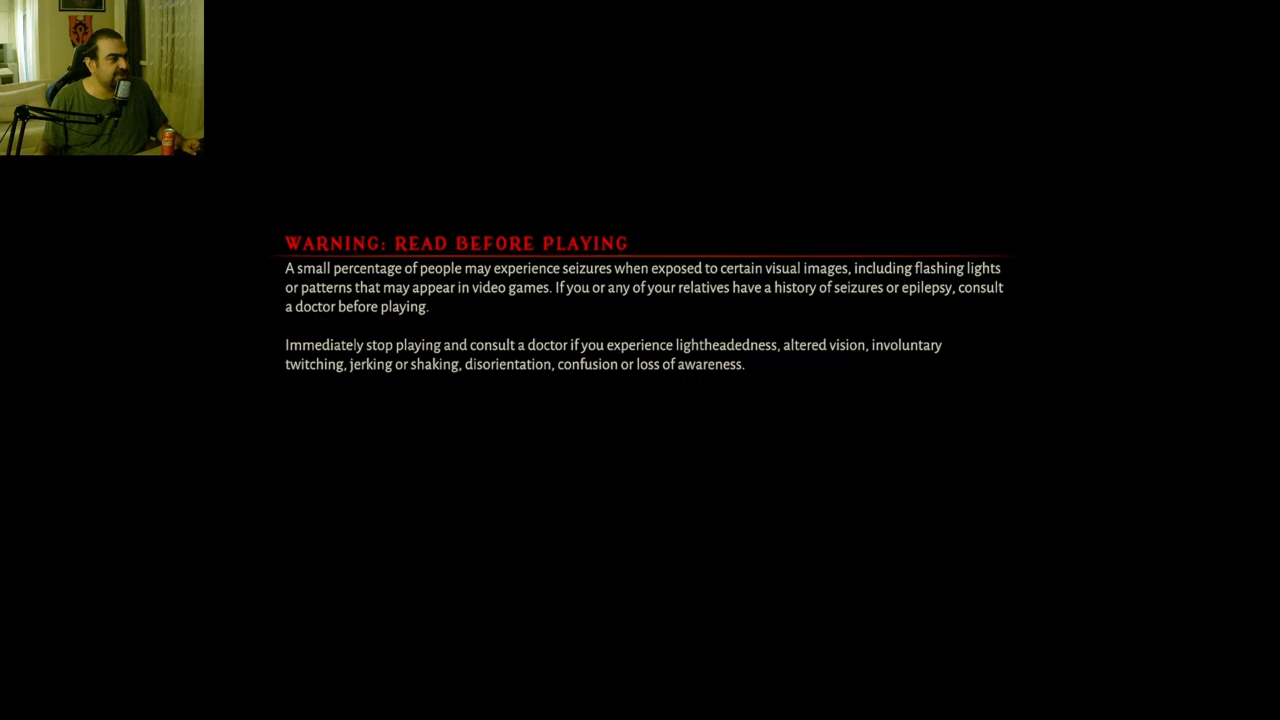 WARNING: READ BEFORE PLAYING
A small percentage of people may experience seizures when exposed to certain visual images, including flashing lights
or patterns that may appear in video games. If you or any of your relatives have a history of seizures or epilepsy, consult
a doctor before playing.
Immediately stop playing and consult a doctor if you experience lightheadedness, altered vision, involuntary
twitching, jerking or shaking, disorientation, confusion or loss of awareness.